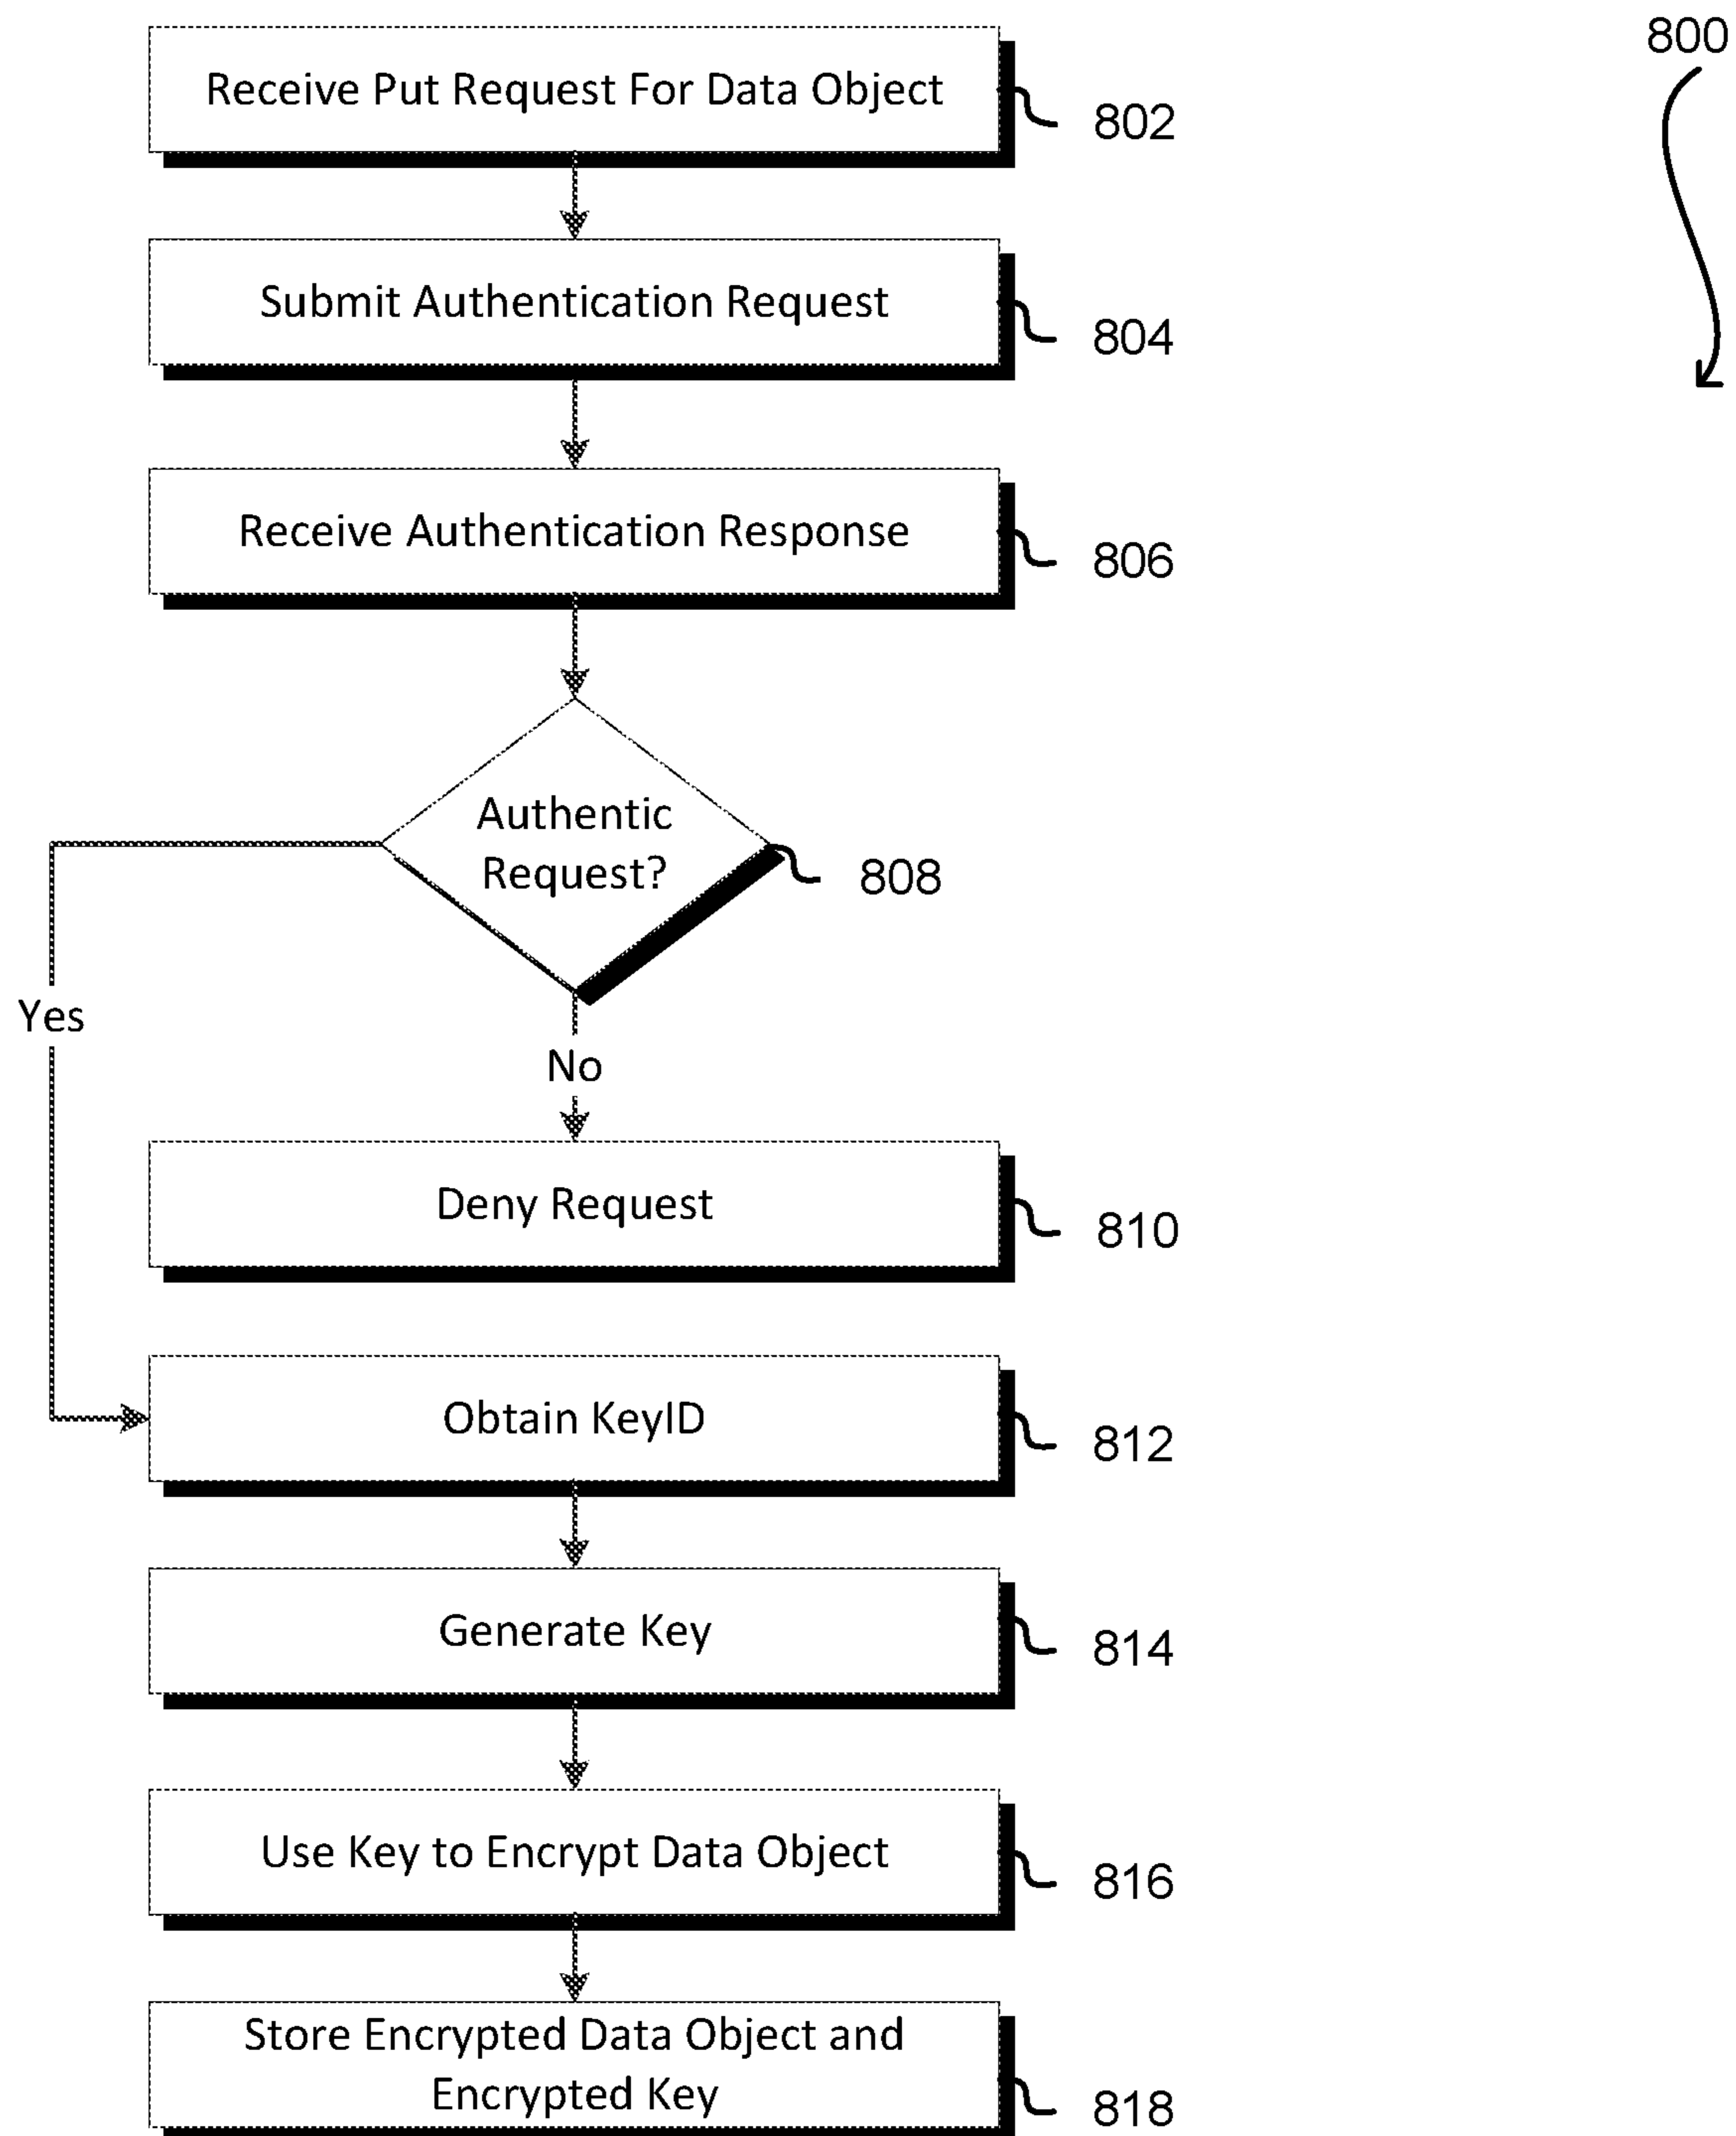 800
Receive Put Request For Data Object
802
Submit Authentication Request
804
Receive Authentication Response
806
Authentic
Request?
808
Yes
No
Deny Request
810
Obtain KeyID
812
Generate Key
814
Use Key to Encrypt Data Object
816
Store Encrypted Data Object and
Encrypted Key
818